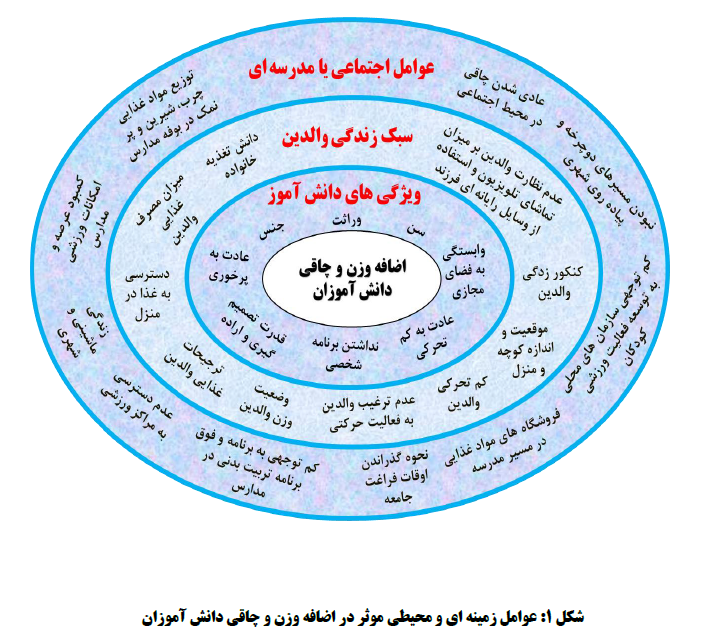 عوامل اجتماعی یا مدرسه ای
عادی شدن چاقی
در محیط اجتماعی
نبودن مسیر های دوچرخه و
پیاده روی شهری
کم توجهی سازمان های محلی
به توسعه فعالیت ورزشی
کودکان
فروشگاه های مواد غذایی
در مسیر مدرسه
نحوه گذراندن
اوقات فراغت
جامعه
کم توجهی به برنامه و فوق
برنامه تربیت بدنی در
مدارس
عدم دسترسی
به مراکز ورزشی
زندگی
ماشینی و
شهری
کمبود عرصه و
امکانات ورزشی
مدارس
توزیع مواد غذایی
چرب، شیرین و پر
نمک در بوفه مدارس
سبک زندگی والدین
عدم نظارت والدین بر میزان
تماشای تلویزیون و استفاده
از وسایل رایانه ای فرزند
کنکور زدگی
والدین
موقعیت و
اندازه کوچه
و منزل
کم تحرکی
والدین
عدم ترغیب والدین
به فعالیت حرکتی
وضعیت
وزن والدین
ترجیحات
غذایی والدین
دسترسی
به غذا در
منزل
میزان مصرف
غذایی
والدین
دانش تغذیه
خانواده
ویژگی های دانش آموز
سن
وراثت
جنس
وابستگی
به فضای
مجازی
عادت به کم
تحرکی
نداشتن برنامه
شخصی
قدرت تصمیم
گیری و اراده
عادت به
پرخوری
اضافه وزن و چاقی
دانش آموزان
شکل ۱: عوامل زمینه ای و محیطی موثر در اضافه وزن و چاقی دانش آموزان